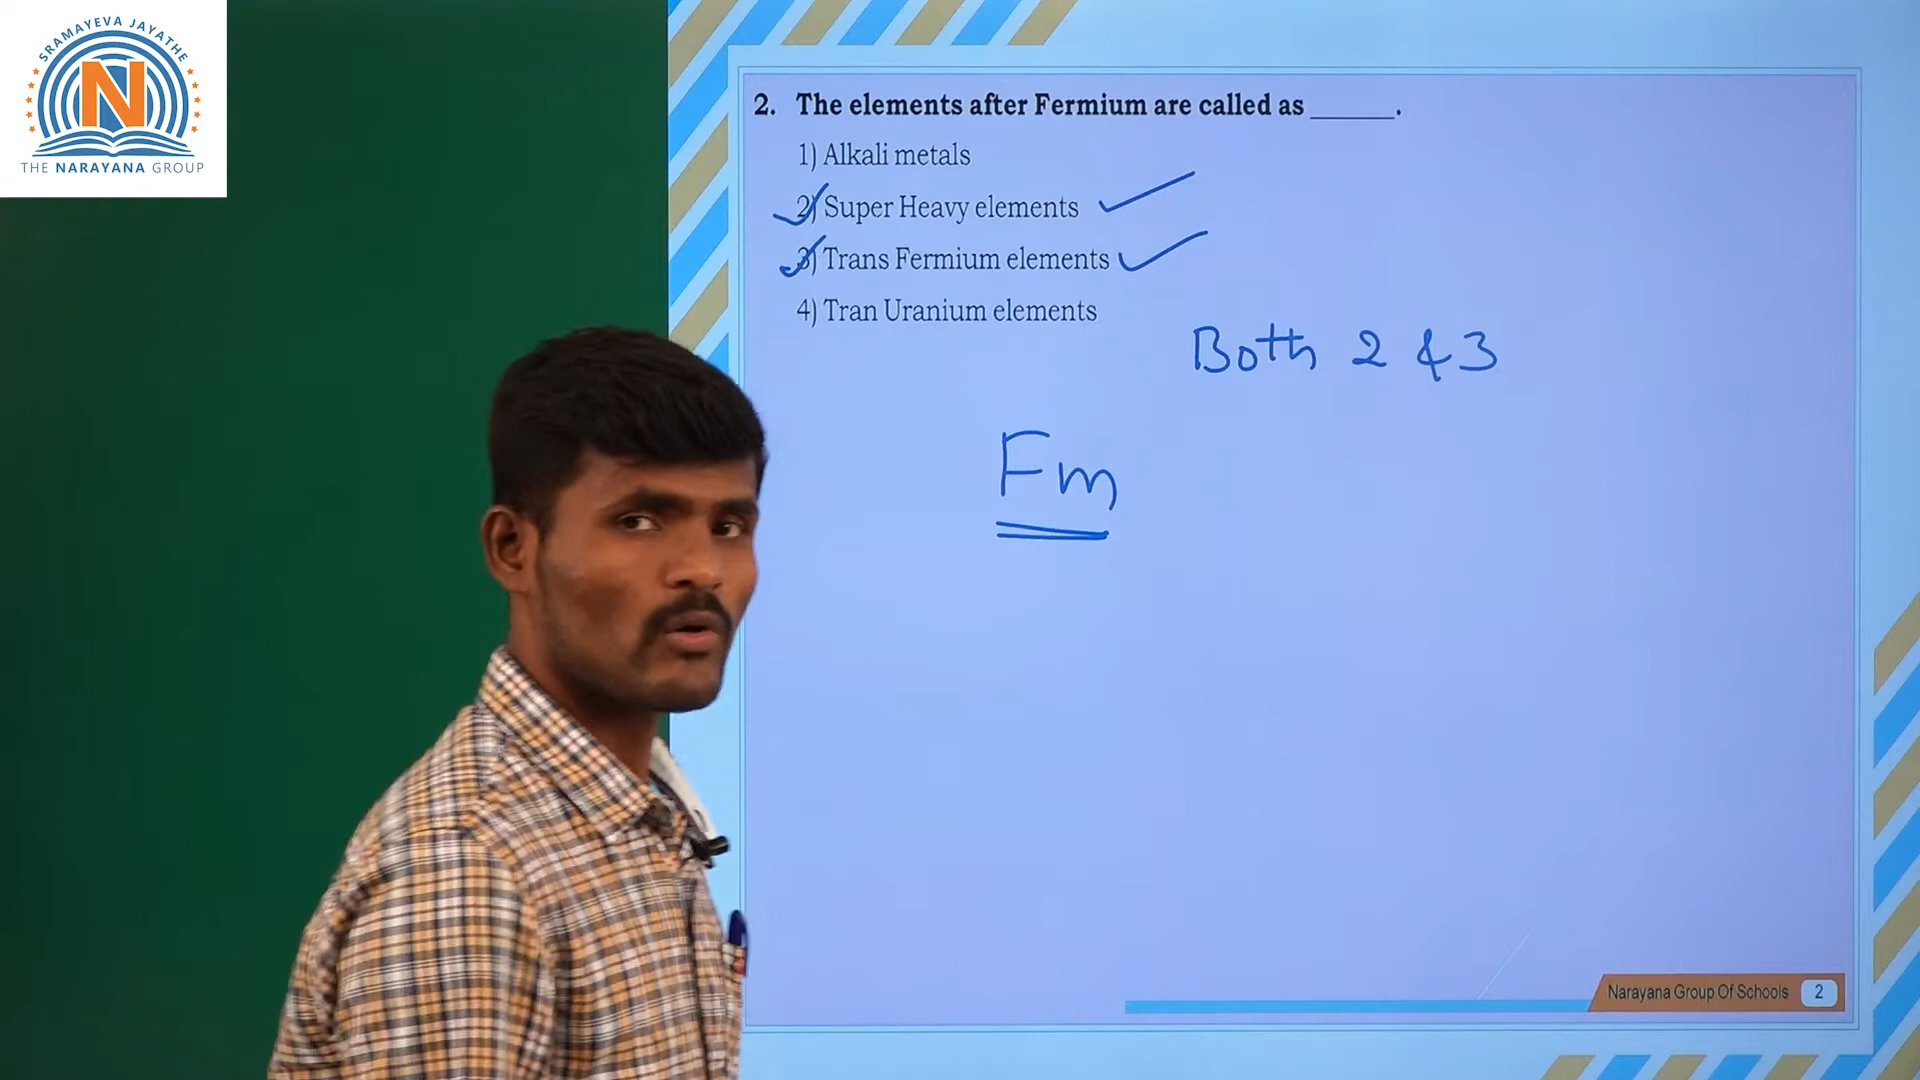 SRAMAYEVA JAYATHE
N
THE NARAYANA GROUP
2. The elements after Fermium are called as ______.
1) Alkali metals
2) Super Heavy elements
3) Trans Fermium elements
4) Tran Uranium elements
Both 2 & 3
Fm
Narayana Group Of Schools 2